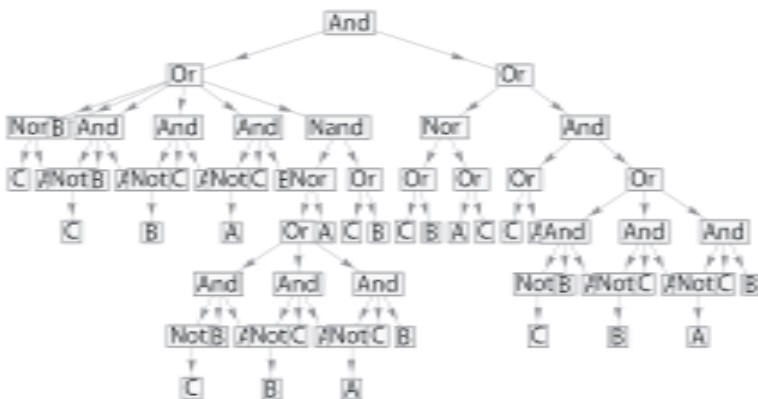 And
Or Or
Nor B And And And Nand Nor And
C A Not B A Not C A Not C B Nor Or Or Or Or Or
C B A Or A C B C B A C C A And And And
And And And Not B A Not C A Not C B
Not B A Not C A Not C B C B A
C B A